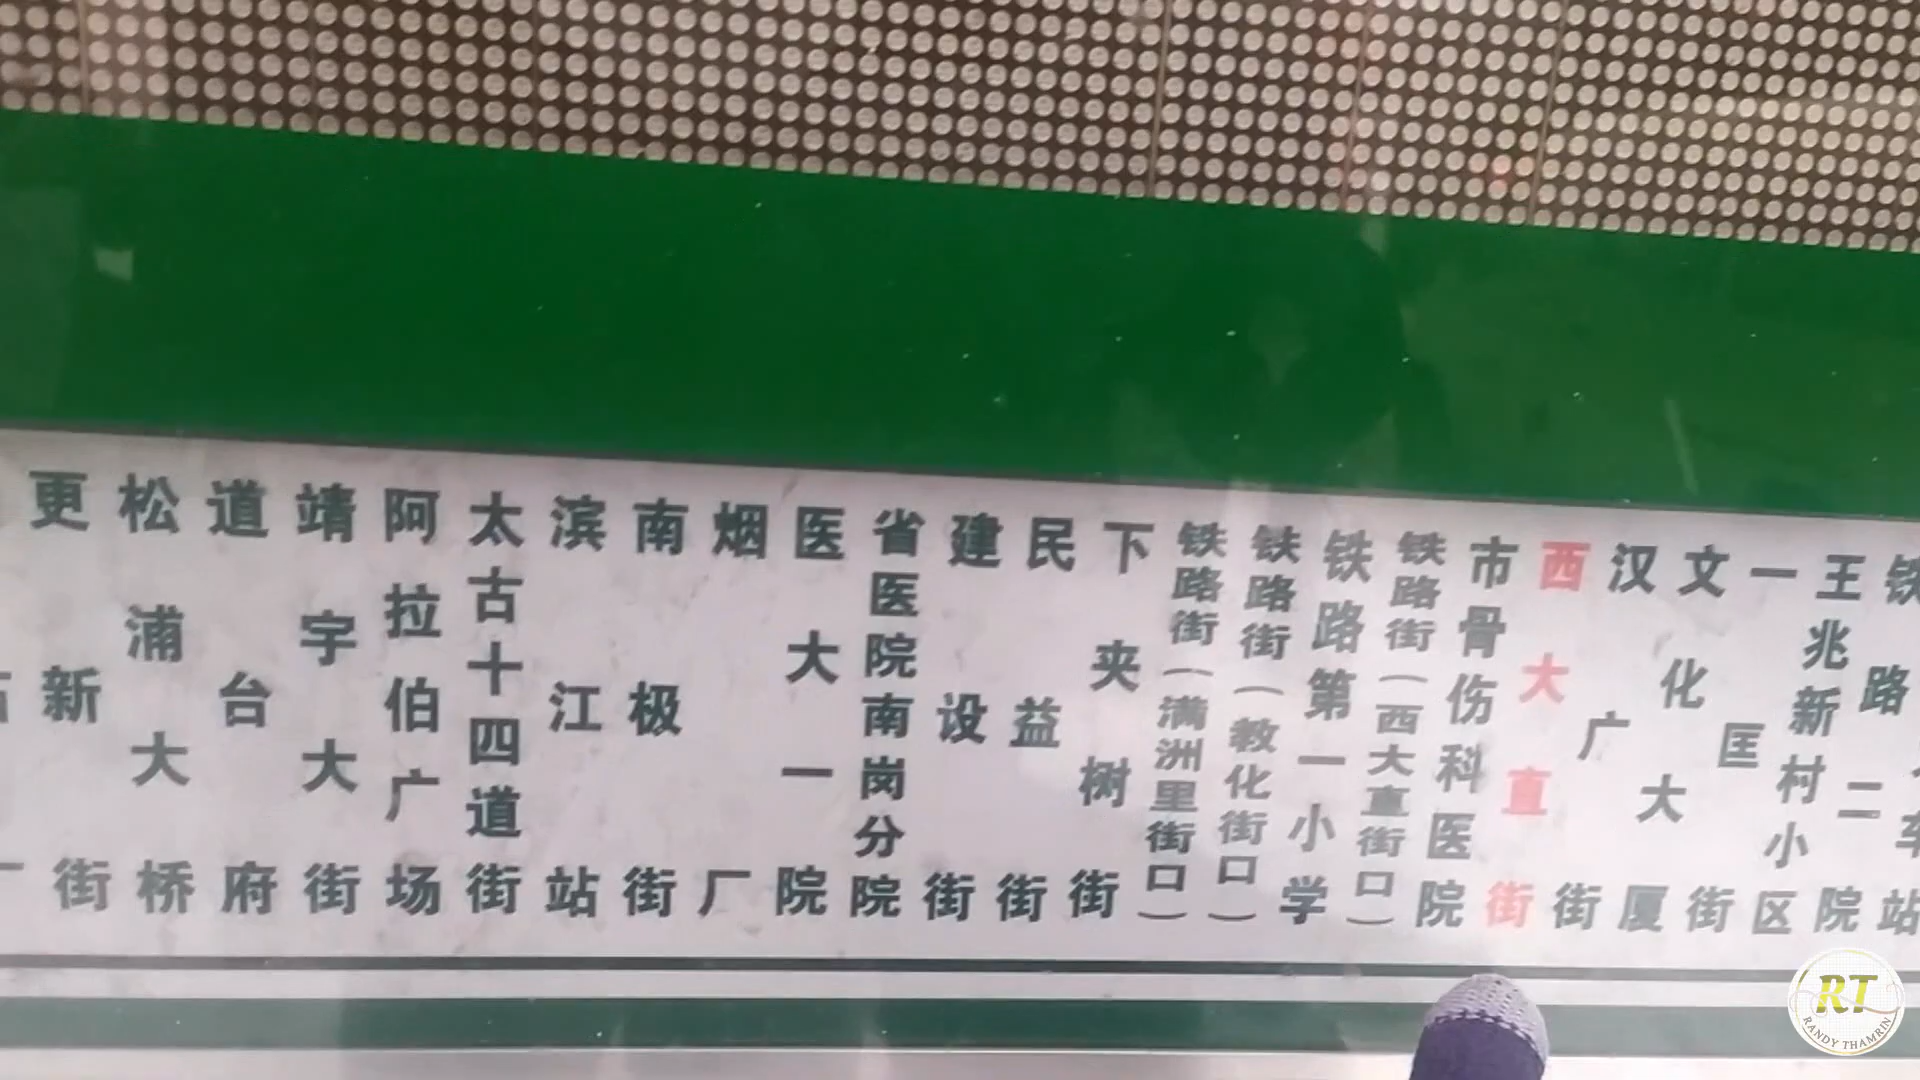 更新街
松浦大桥
道台府
靖宇大街
阿拉伯广场
太古十四道街
滨江站
南极街
烟厂
医大一院
省医院南岗分院
建设街
民益街
下夹树街
铁路街(满洲里街口)
铁路街(教化街口)
铁路第一小学
铁路街(西大直街口)
市骨伤科医院
西大直街
汉广街
文化大厦
一匡街
王兆新村小区
铁路二院
站
RT
RANDY THAMRIN